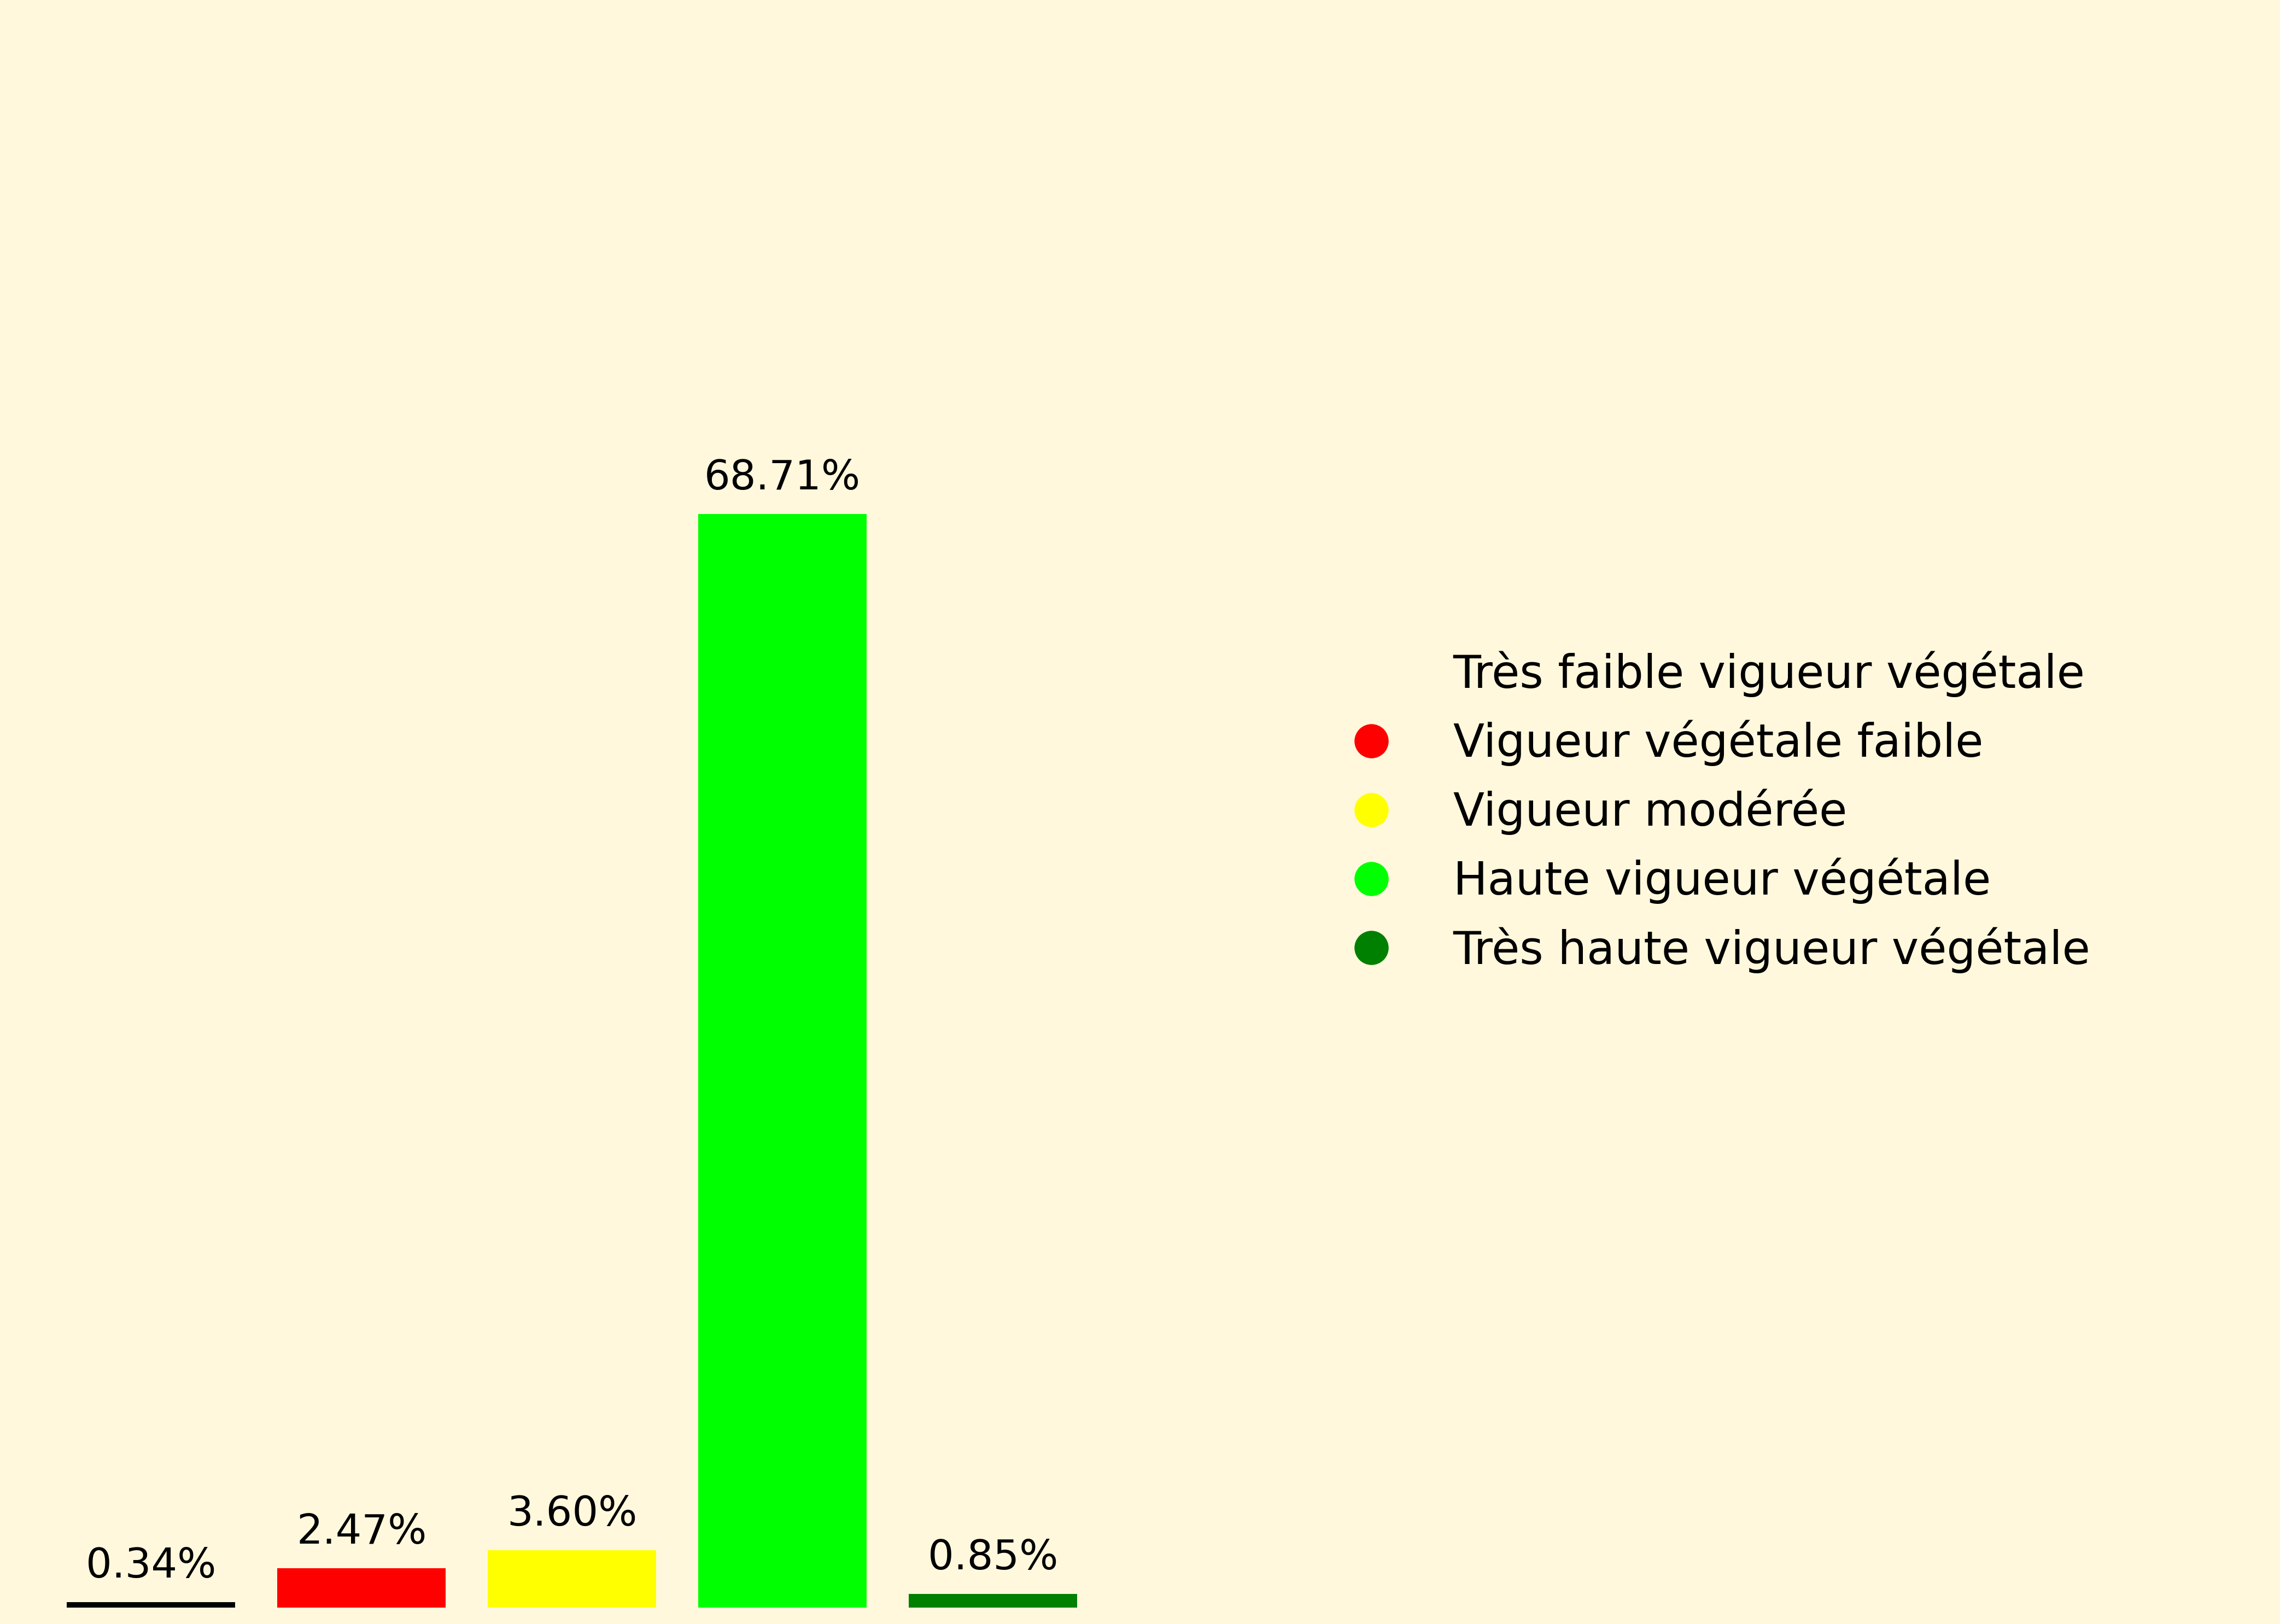 68.71%
Très faible vigueur végétale
Vigueur végétale faible
Vigueur modérée
Haute vigueur végétale
Très haute vigueur végétale
3.60%
2.47%
0.85%
0.34%